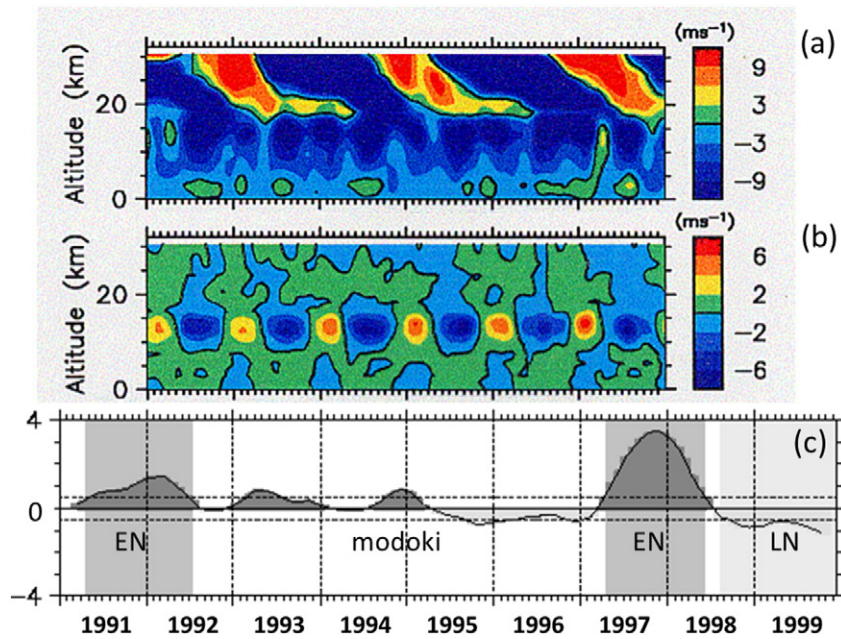 (ms⁻¹)
(a)
Altitude (km)
20
0
9
3
−3
−9
(ms⁻¹)
(b)
Altitude (km)
20
0
6
2
−2
−6
4
(c)
0
EN
modoki
EN
LN
−4
1991 1992 1993 1994 1995 1996 1997 1998 1999